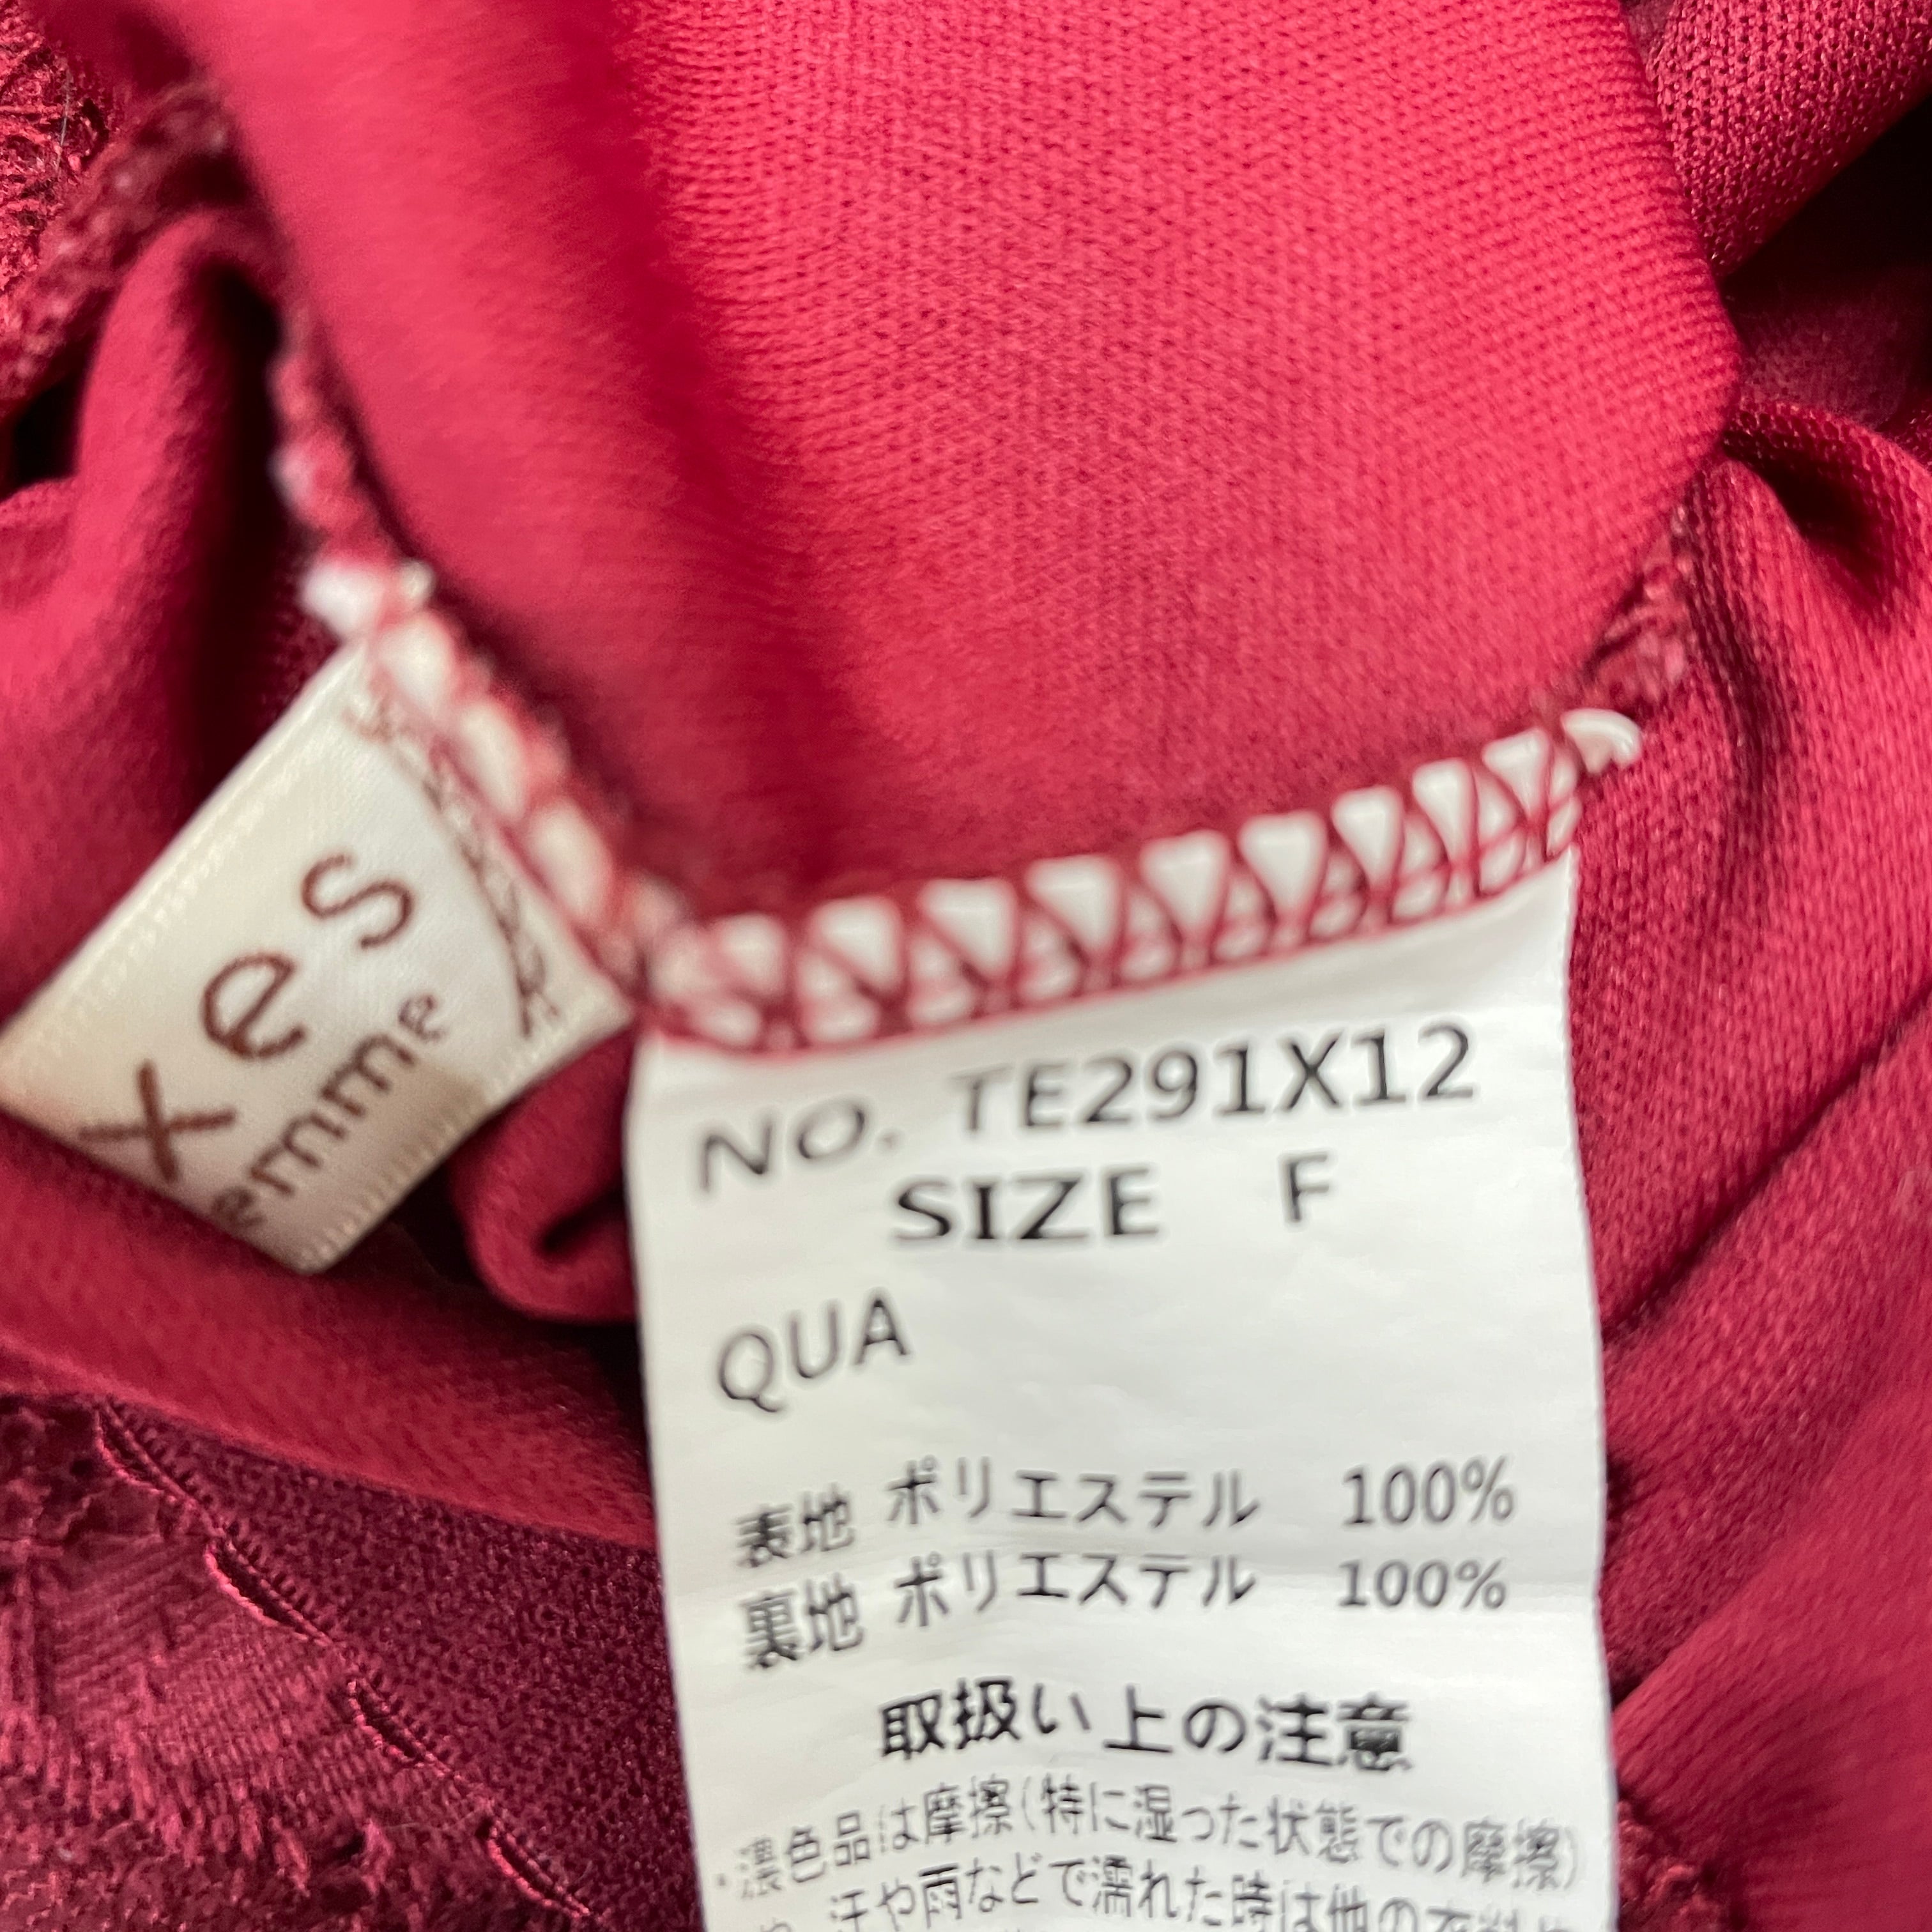 xes
NO. TE291X12
SIZE F
QUA
表地 ポリエステル 100%
裏地 ポリエステル 100%
取扱い上の注意
・濃色品は摩擦(特に湿った状態での摩擦)
や、汗や雨などで濡れた時は他の衣料